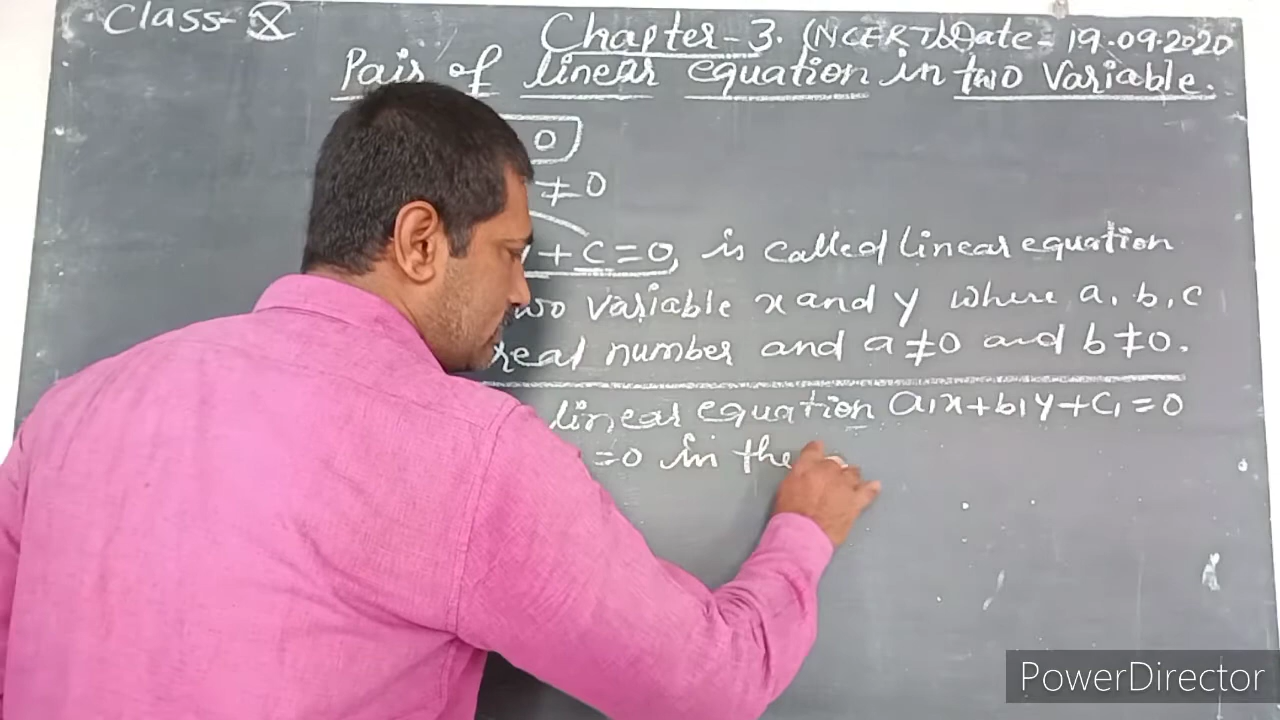 Class-X
Chapter-3. (NCERT) Date-19.09.2020
Pair of linear equation in two variable.
0
≠0
+c=0, is called linear equation
variable x and y where a, b, c
real number and a≠0 and b≠0.
linear equation a₁x+b₁y+c₁=0
=0 in the
PowerDirector